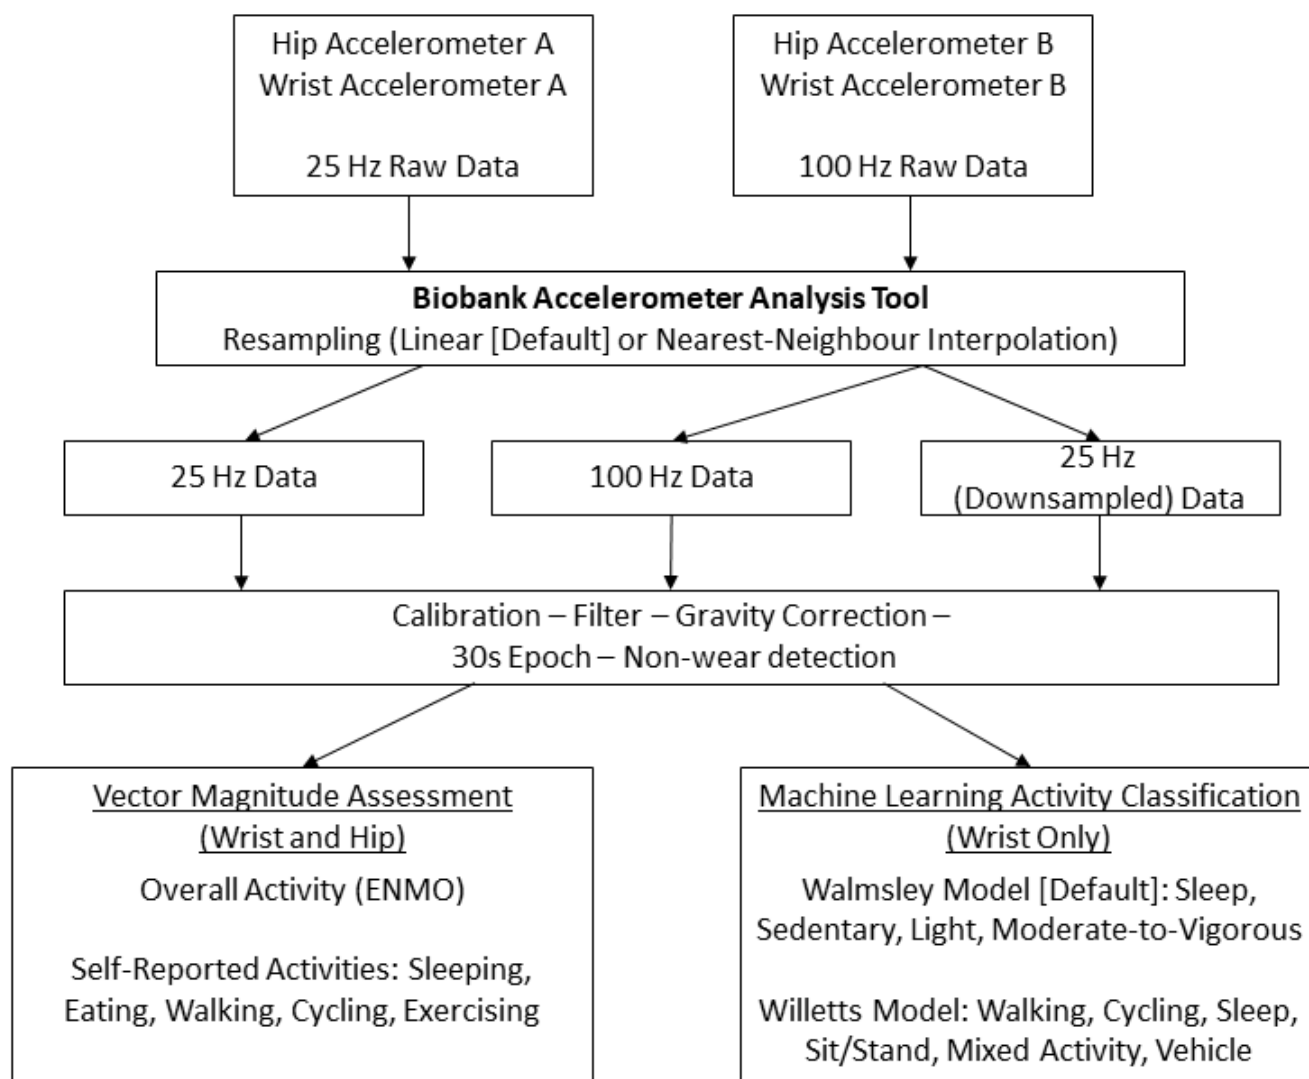 Hip Accelerometer A
Wrist Accelerometer A
25 Hz Raw Data
Hip Accelerometer B
Wrist Accelerometer B
100 Hz Raw Data
Biobank Accelerometer Analysis Tool
Resampling (Linear [Default] or Nearest-Neighbour Interpolation)
25 Hz Data
100 Hz Data
25 Hz
(Downsampled) Data
Calibration – Filter – Gravity Correction –
30s Epoch – Non-wear detection
Vector Magnitude Assessment
(Wrist and Hip)
Overall Activity (ENMO)
Self-Reported Activities: Sleeping,
Eating, Walking, Cycling, Exercising
Machine Learning Activity Classification
(Wrist Only)
Walmsley Model [Default]: Sleep,
Sedentary, Light, Moderate-to-Vigorous
Willetts Model: Walking, Cycling, Sleep,
Sit/Stand, Mixed Activity, Vehicle